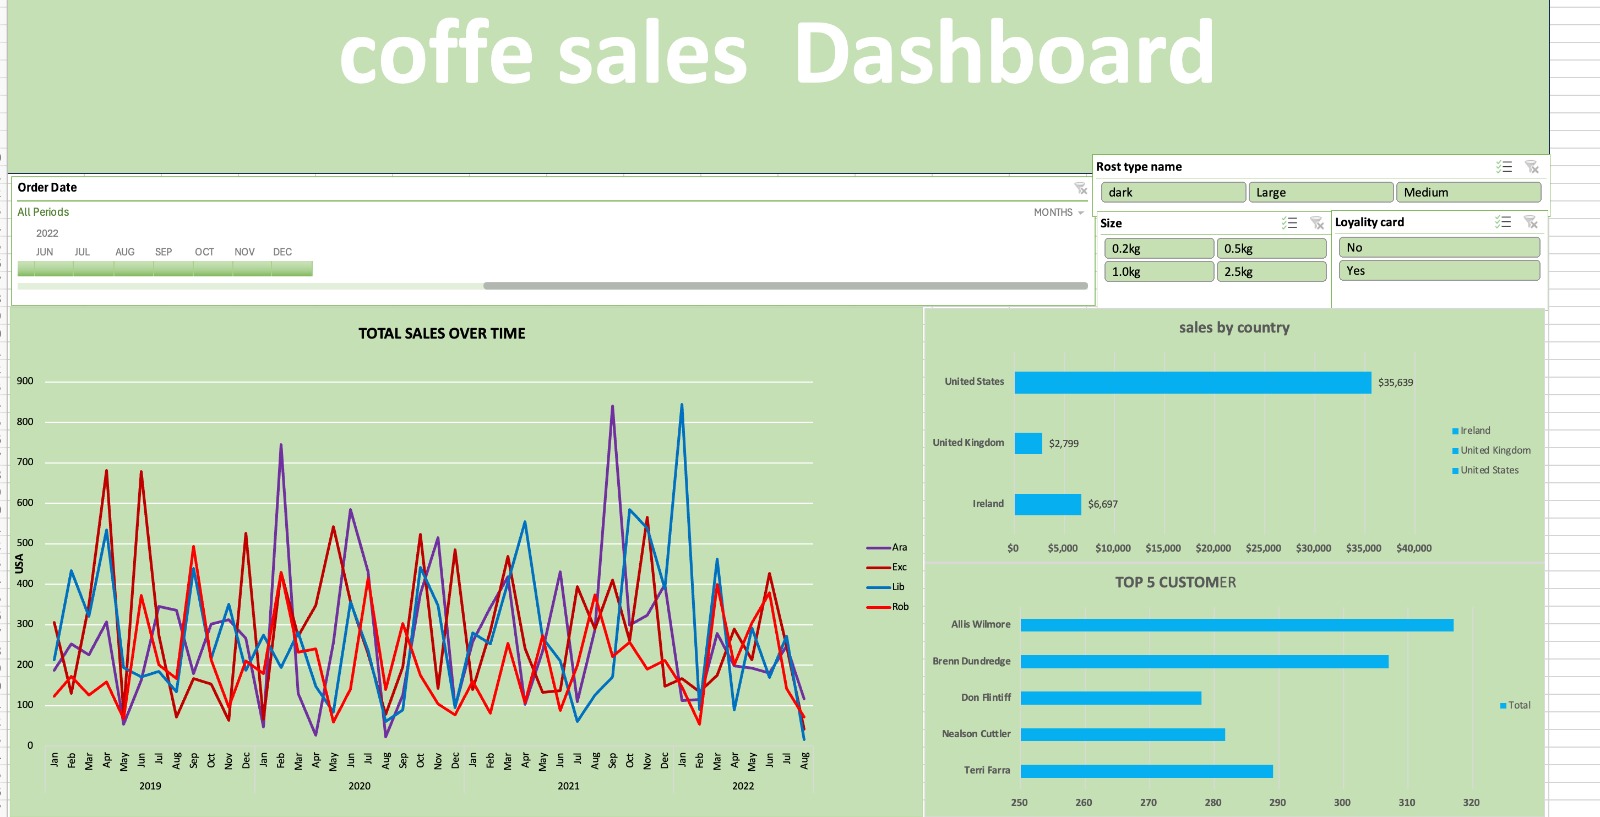 coffe sales  Dashboard
Rost type name
dark
Large
Medium
Order Date
All Periods
MONTHS
2022
JUN JUL AUG SEP OCT NOV DEC
Size
0.2kg 0.5kg
1.0kg 2.5kg
Loyality card
No
Yes
TOTAL SALES OVER TIME
USA
900
800
700
600
500
400
300
200
100
0
Jan Feb Mar Apr May Jun Jul Aug Sep Oct Nov Dec Jan Feb Mar Apr May Jun Jul Aug Sep Oct Nov Dec Jan Feb Mar Apr May Jun Jul Aug Sep Oct Nov Dec Jan Feb Mar Apr May Jun Jul Aug
2019 2020 2021 2022
Ara
Exc
Lib
Rob
sales by country
United States $35,639
United Kingdom $2,799
Ireland $6,697
$0 $5,000 $10,000 $15,000 $20,000 $25,000 $30,000 $35,000 $40,000
Ireland
United Kingdom
United States
TOP 5 CUSTOMER
Allis Wilmore
Brenn Dundredge
Don Flintiff
Nealson Cuttler
Terri Farra
250 260 270 280 290 300 310 320
Total